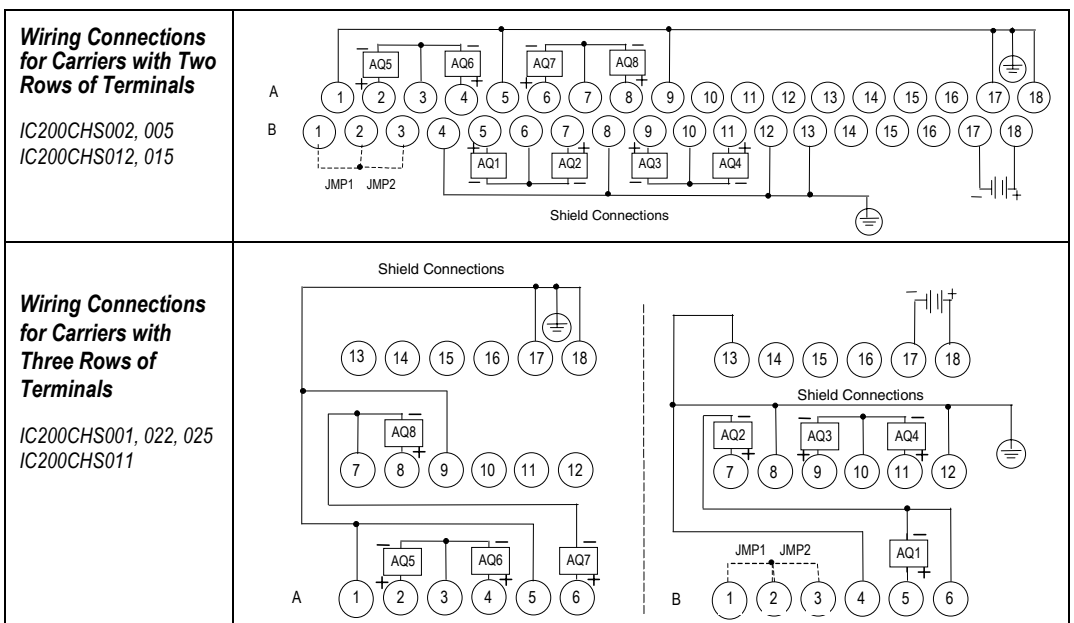 Wiring Connections
for Carriers with Two
Rows of Terminals
IC200CHS002, 005
IC200CHS012, 015
AQ5 AQ6 AQ7 AQ8
A 1 2 3 4 5 6 7 8 9 10 11 12 13 14 15 16 17 18
B 1 2 3 4 5 6 7 8 9 10 11 12 13 14 15 16 17 18
AQ1 AQ2 AQ3 AQ4
JMP1 JMP2
Shield Connections
Wiring Connections
for Carriers with
Three Rows of
Terminals
IC200CHS001, 022, 025
IC200CHS011
Shield Connections
13 14 15 16 17 18
AQ8
7 8 9 10 11 12
AQ5 AQ6 AQ7
A 1 2 3 4 5 6
13 14 15 16 17 18
Shield Connections
AQ2 AQ3 AQ4
7 8 9 10 11 12
JMP1 JMP2 AQ1
B 1 2 3 4 5 6